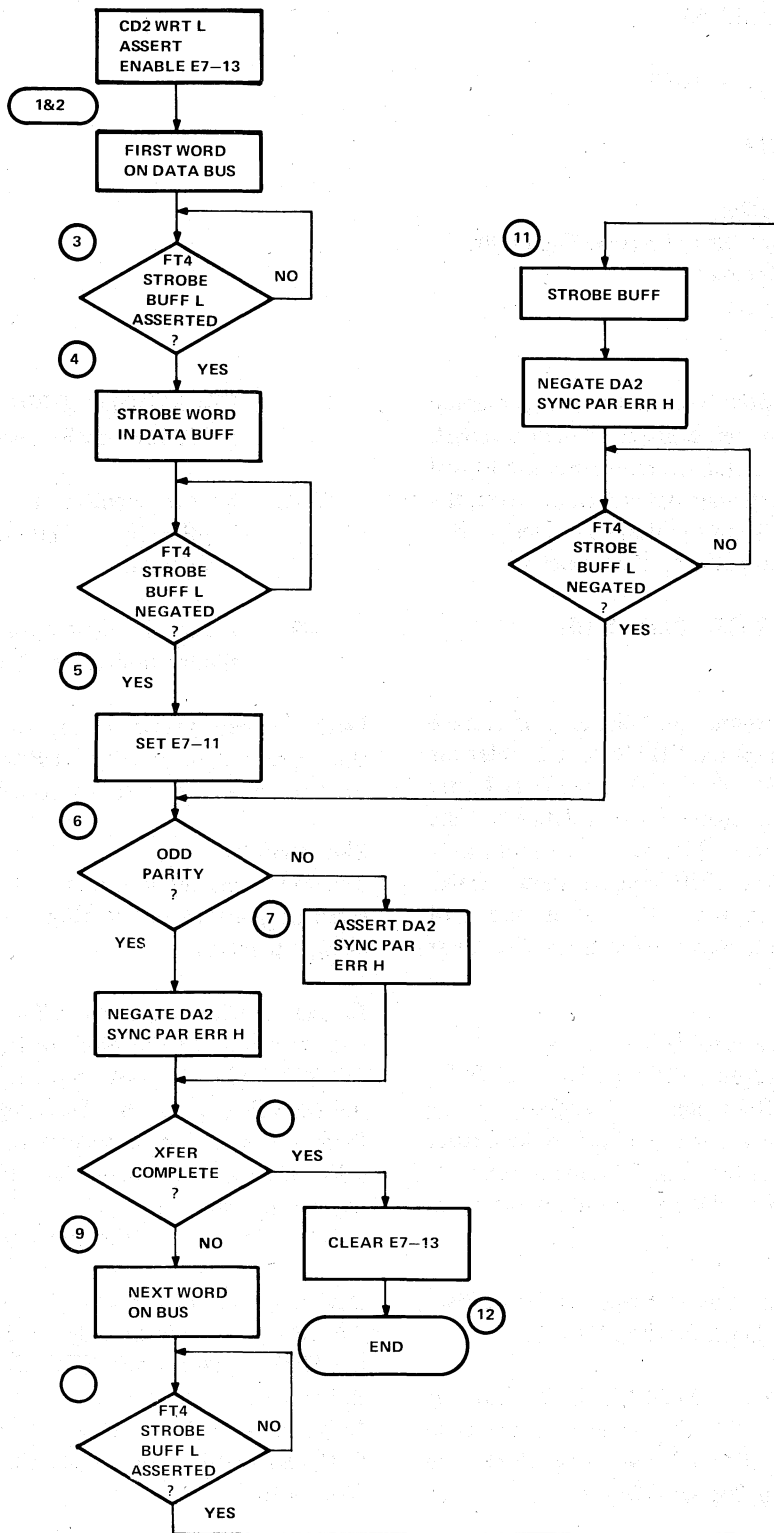 CD2 WRT L
ASSERT
ENABLE E7–13
1&2
FIRST WORD
ON DATA BUS
3
FT4
STROBE
BUFF L
ASSERTED
?
NO
YES
4
STROBE WORD
IN DATA BUFF
FT4
STROBE
BUFF L
NEGATED
?
5
YES
SET E7–11
11
STROBE BUFF
NEGATE DA2
SYNC PAR ERR H
FT4
STROBE
BUFF L
NEGATED
?
NO
YES
6
ODD
PARITY
?
NO
YES
7
ASSERT DA2
SYNC PAR
ERR H
NEGATE DA2
SYNC PAR ERR H
XFER
COMPLETE
?
YES
NO
CLEAR E7–13
12
END
9
NEXT WORD
ON BUS
FT4
STROBE
BUFF L
ASSERTED
?
NO
YES